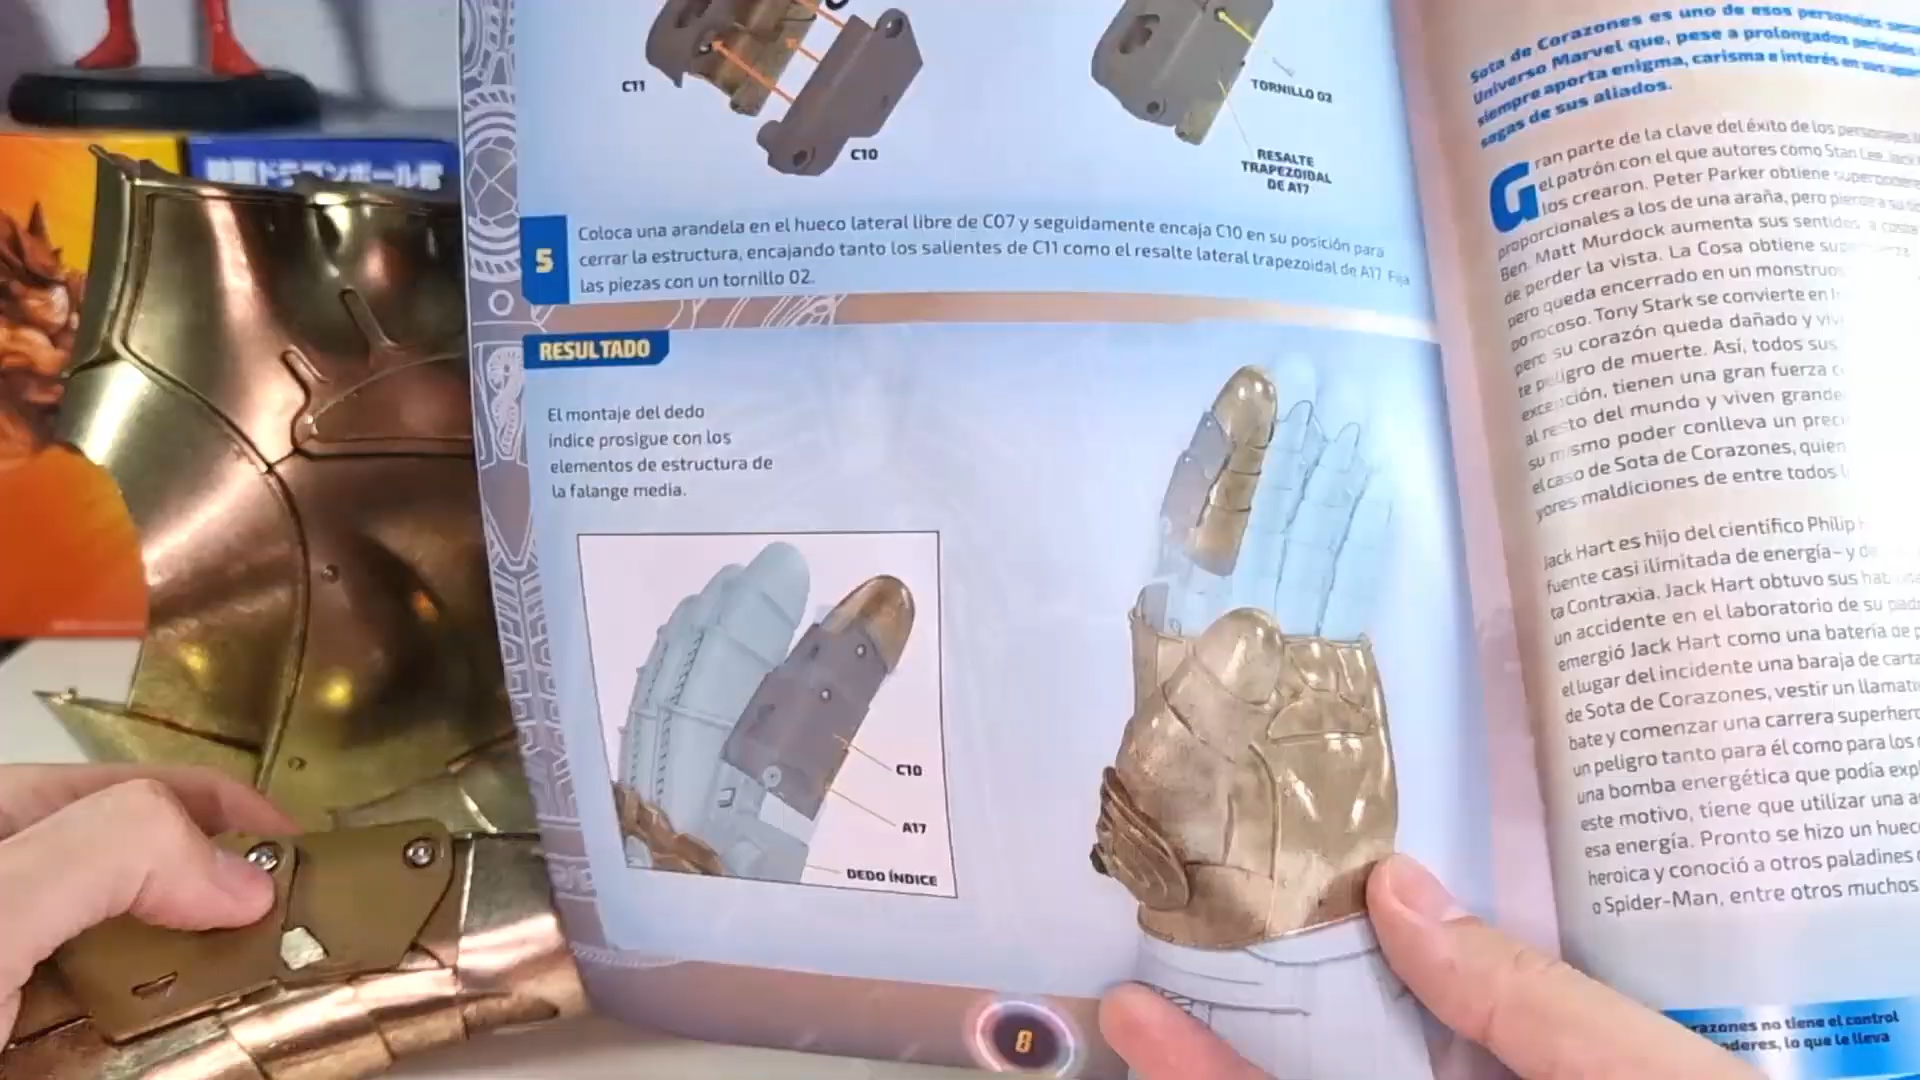 C11
C10
TORNILLO 02
RESALTE
TRAPEZOIDAL
DE A17
5
Coloca una arandela en el hueco lateral libre de C07 y seguidamente encaja C10 en su posición para
cerrar la estructura, encajando tanto los salientes de C11 como el resalte lateral trapezoidal de A17. Fija
las piezas con un tornillo 02.
RESULTADO
El montaje del dedo
índice prosigue con los
elementos de estructura de
la falange media.
C10
A17
DEDO ÍNDICE
8
Sota de Corazones es uno de esos personajes
Universo Marvel que, pese a prolongados periodos
siempre aporta enigma, carisma e interés en sus
sagas de sus aliados.
Gran parte de la clave del éxito de los personajes
el patrón con el que autores como Stan Lee,
los crearon. Peter Parker obtiene
proporcionales a los de una araña, pero pierde a su
Ben. Matt Murdock aumenta sus sentidos a costa
de perder la vista. La Cosa obtiene
pero queda encerrado en un
Tony Stark se convierte en
pero su corazón queda dañado y
te peligro de muerte. Así, todos sus
excepción, tienen una gran fuerza
al resto del mundo y viven
su mismo poder conlleva un
el caso de Sota de Corazones, quien
yores maldiciones de entre todos
Jack Hart es hijo del científico Philip
fuente casi ilimitada de energía– y
ta Contraxia. Jack Hart obtuvo sus
un accidente en el laboratorio de su
emergió Jack Hart como una batería de
el lugar del incidente una baraja de
de Sota de Corazones, vestir un
bate y comenzar una carrera
un peligro tanto para él como para los
una bomba energética que podía
este motivo, tiene que utilizar una
esa energía. Pronto se hizo un
heroica y conoció a otros paladines
o Spider-Man, entre otros muchos.
no tiene el control
lo que le lleva